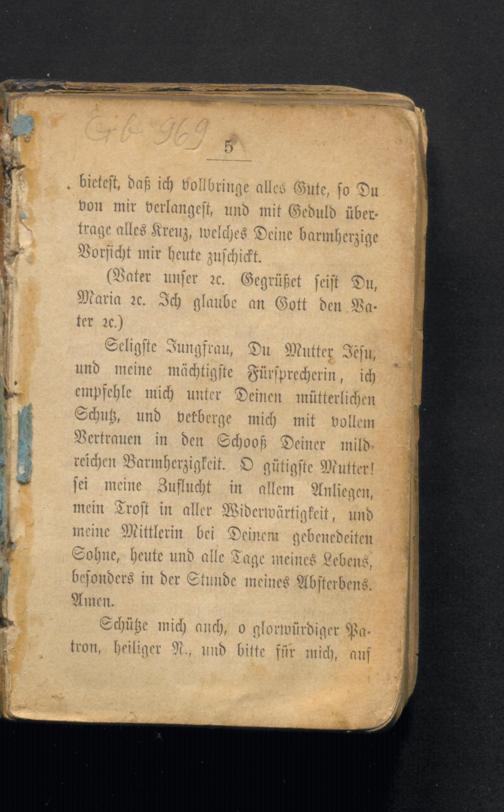 969
5
bietest, daß ich vollbringe alles Gute, so Du
von mir verlangest, und mit Geduld über-
trage alles Kreuz, welches Deine barmherzige
Vorsicht mir heute zuschickt.
(Vater unser ꝛc. Gegrüßet seist Du,
Maria ꝛc. Ich glaube an Gott den Va-
ter ꝛc.)
Seligste Jungfrau, Du Mutter Jesu,
und meine mächtigste Fürsprecherin, ich
empfehle mich unter Deinen mütterlichen
Schutz, und verberge mich mit vollem
Vertrauen in den Schooß Deiner mild-
reichen Barmherzigkeit. O gütigste Mutter!
sei meine Zuflucht in allem Anliegen,
mein Trost in aller Widerwärtigkeit, und
meine Mittlerin bei Deinem gebenedeiten
Sohne, heute und alle Tage meines Lebens,
besonders in der Stunde meines Absterbens.
Amen.
Schütze mich auch, o glorwürdiger Pa-
tron, heiliger N., und bitte für mich, auf